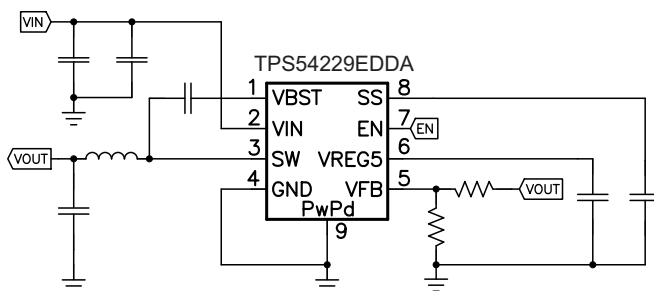 VIN
TPS54229EDDA
1 VBST SS 8
2 VIN EN 7 EN
3 SW VREG5 6
VOUT
4 GND VFB 5 VOUT
PwPd
9